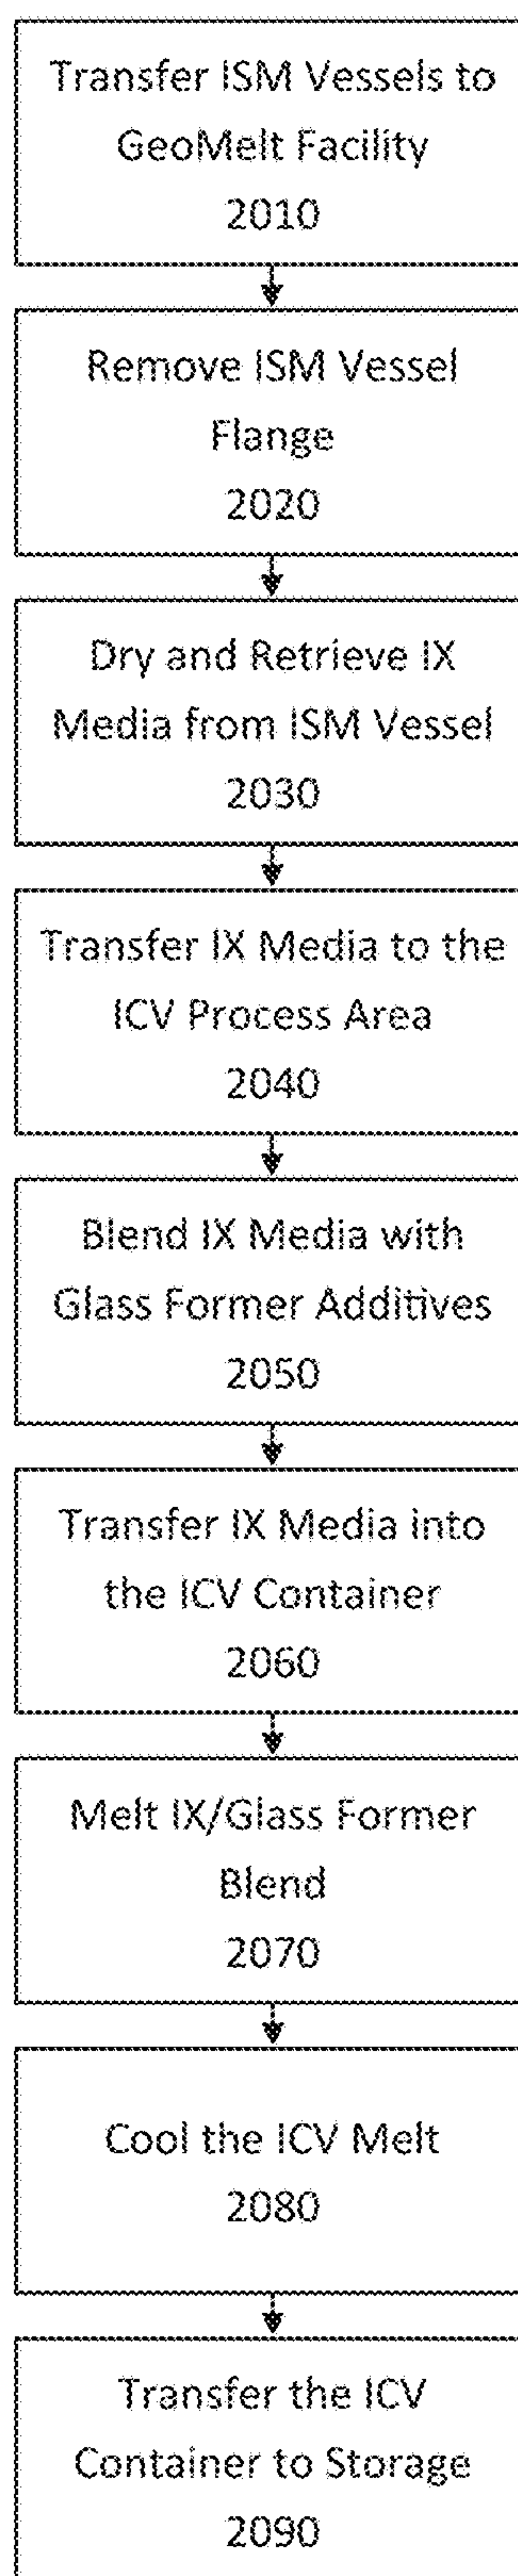 Transfer ISM Vessels to
GeoMelt Facility
2010
Remove ISM Vessel
Flange
2020
Dry and Retrieve IX
Media from ISM Vessel
2030
Transfer IX Media to the
ICV Process Area
2040
Blend IX Media with
Glass Former Additives
2050
Transfer IX Media into
the ICV Container
2060
Melt IX/Glass Former
Blend
2070
Cool the ICV Melt
2080
Transfer the ICV
Container to Storage
2090